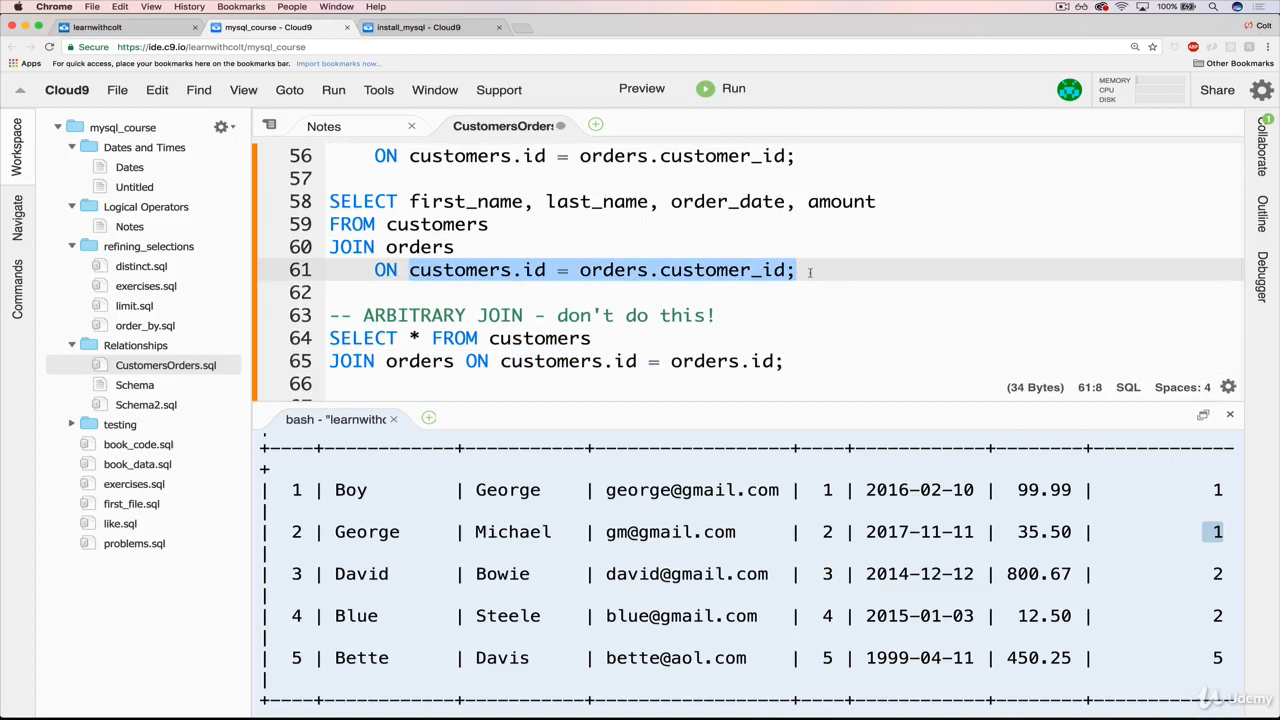 Chrome File Edit View History Bookmarks People Window Help 100%
learnwithcolt × mysql_course - Cloud9 × install_mysql - Cloud9 × Colt
Secure https://ide.c9.io/learnwithcolt/mysql_course
Apps For quick access, place your bookmarks here on the bookmarks bar. Import bookmarks now... Other Bookmarks
Cloud9 File Edit Find View Goto Run Tools Window Support Preview Run MEMORY CPU DISK Share
Workspace
Navigate
Commands
mysql_course
Dates and Times
Dates
Untitled
Logical Operators
Notes
refining_selections
distinct.sql
exercises.sql
limit.sql
order_by.sql
Relationships
CustomersOrders.sql
Schema
Schema2.sql
testing
book_code.sql
book_data.sql
exercises.sql
first_file.sql
like.sql
problems.sql
Notes × CustomersOrders
56 ON customers.id = orders.customer_id;
57
58 SELECT first_name, last_name, order_date, amount
59 FROM customers
60 JOIN orders
61 ON customers.id = orders.customer_id;
62
63 -- ARBITRARY JOIN - don't do this!
64 SELECT * FROM customers
65 JOIN orders ON customers.id = orders.id;
66
(34 Bytes) 61:8 SQL Spaces: 4
Collaborate 1
Outline
Debugger
bash - "learnwithc ×
+----+-----------+----------+------------------+----+------------+--------+-------------
+
| 1 | Boy | George | george@gmail.com | 1 | 2016-02-10 | 99.99 | 1
|
| 2 | George | Michael | gm@gmail.com | 2 | 2017-11-11 | 35.50 | 1
|
| 3 | David | Bowie | david@gmail.com | 3 | 2014-12-12 | 800.67 | 2
|
| 4 | Blue | Steele | blue@gmail.com | 4 | 2015-01-03 | 12.50 | 2
|
| 5 | Bette | Davis | bette@aol.com | 5 | 1999-04-11 | 450.25 | 5
|
+----+-----------+----------+------------------+----+------------+--------+-------------
Udemy